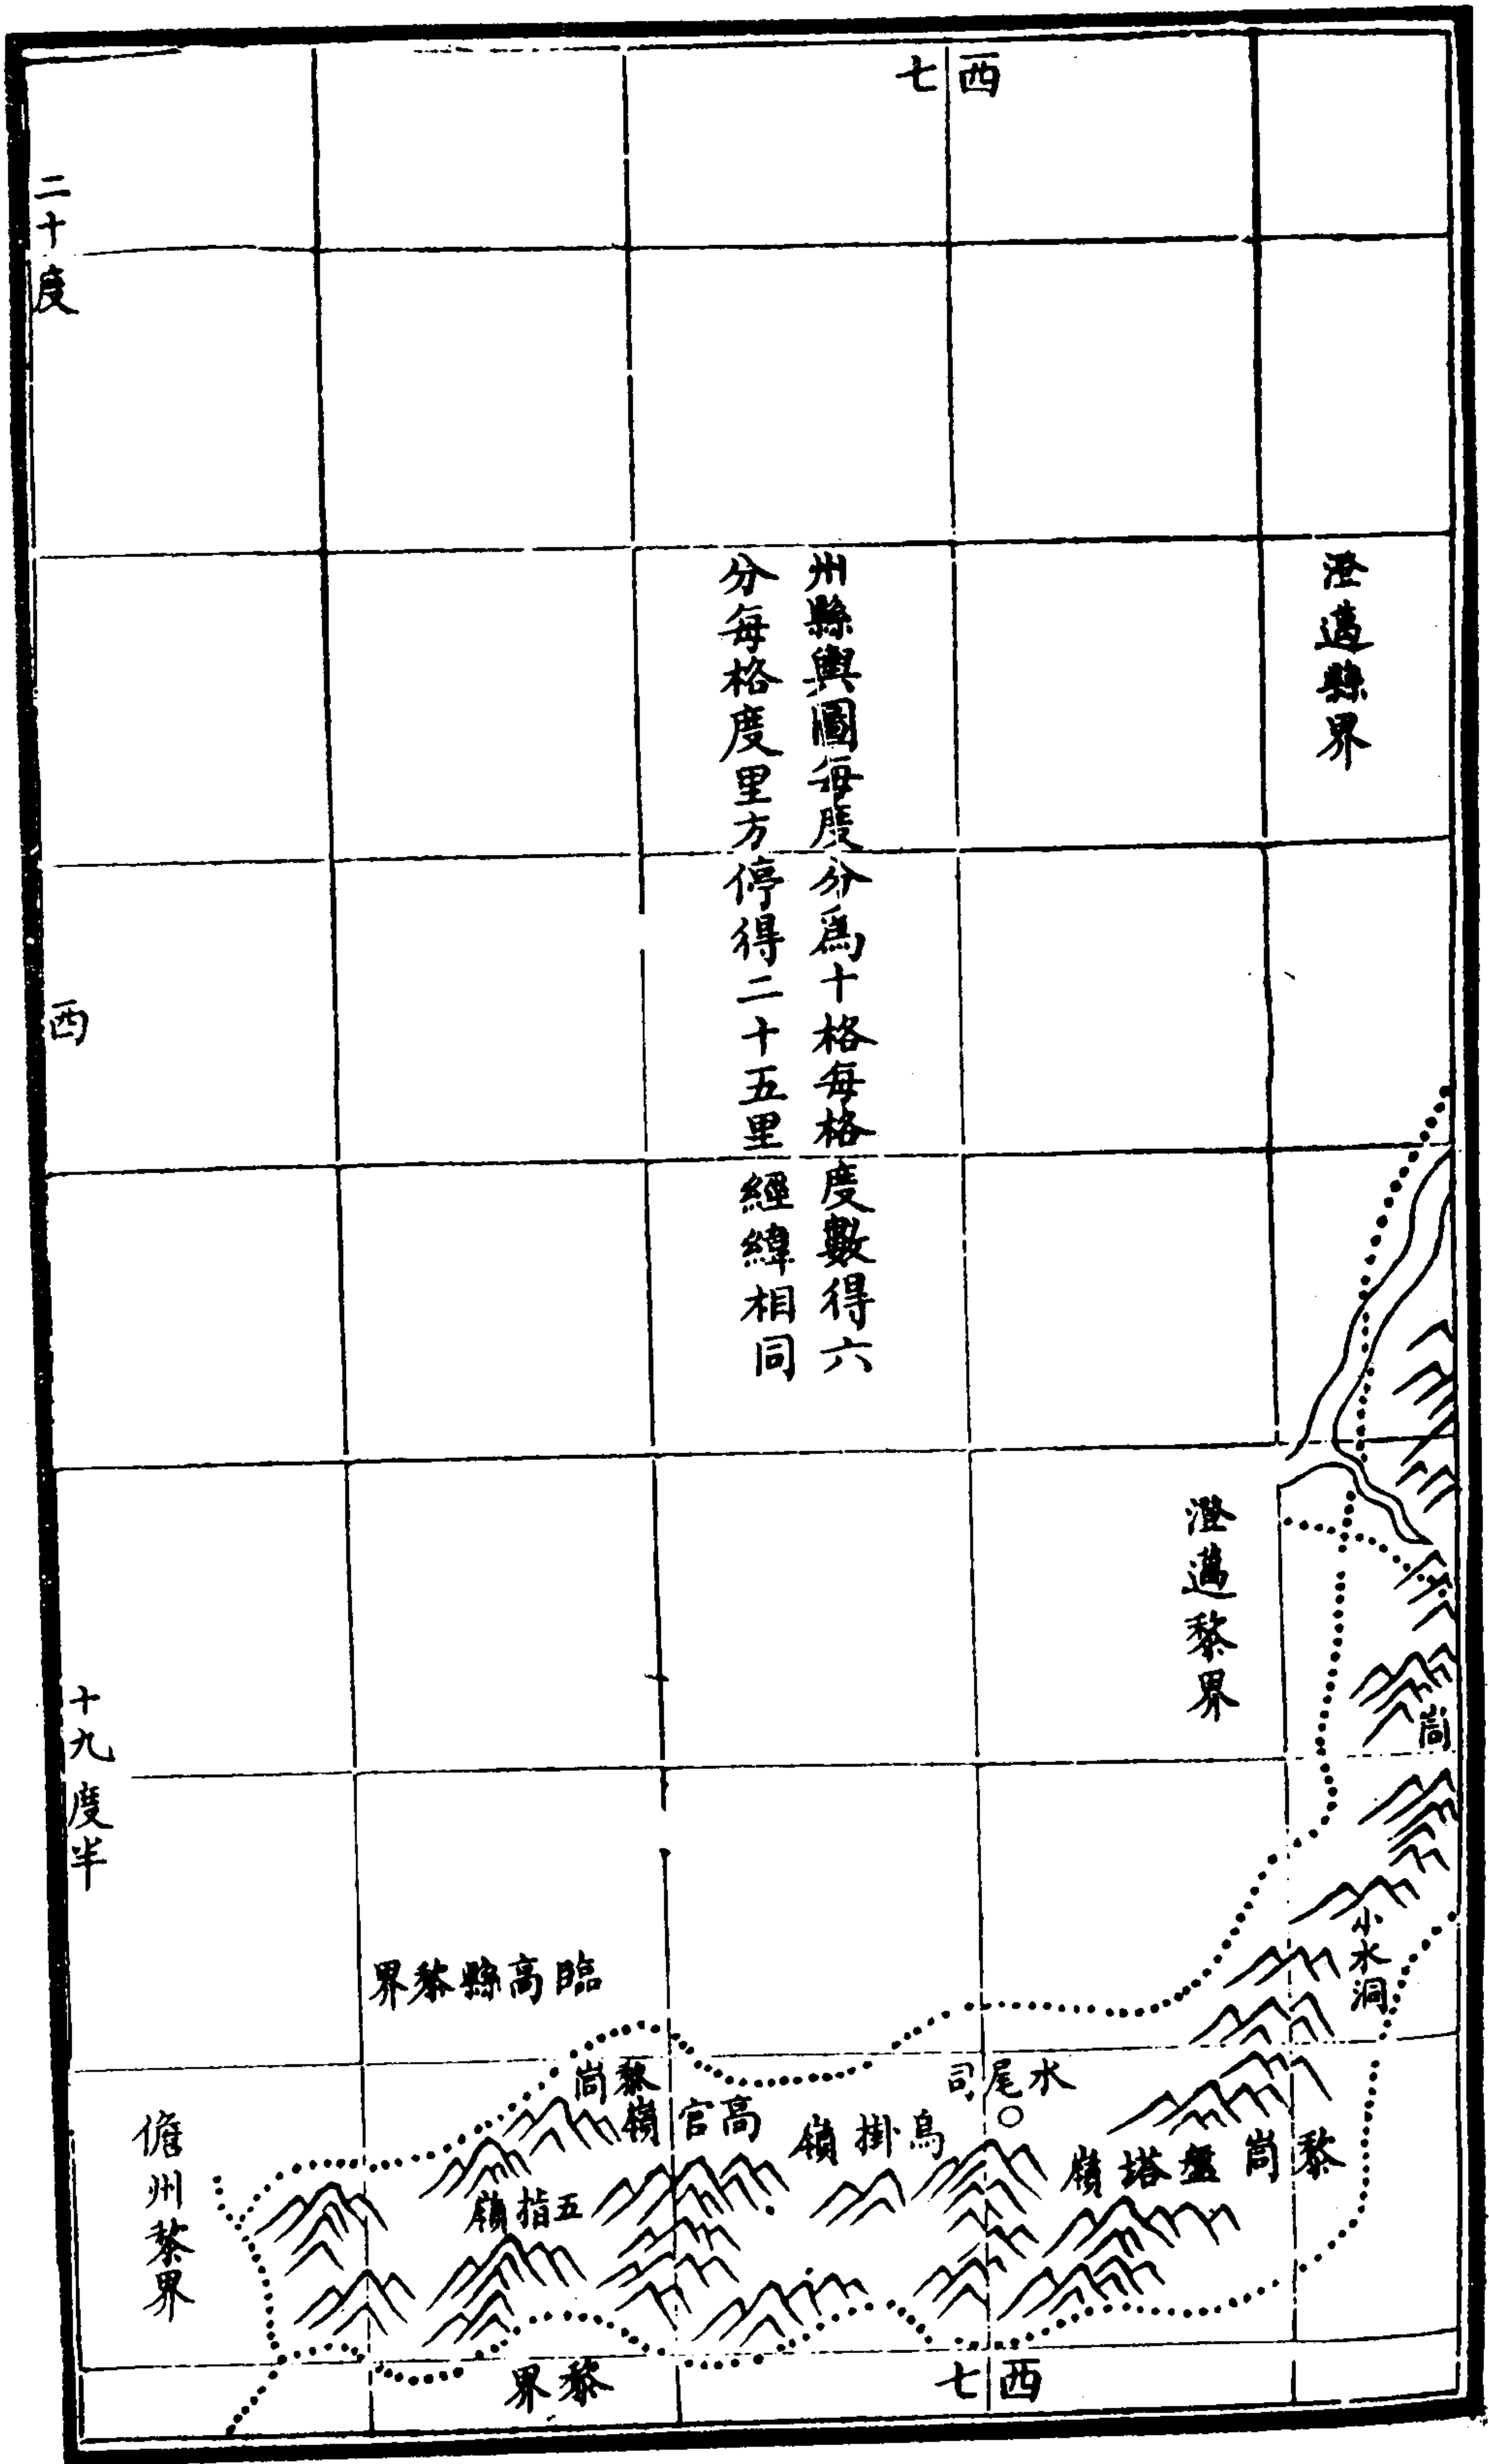 西七
澄邁縣界
州縣輿圖每度分爲十格每格度數得六
分每格度里方停得二十五里經緯相同
二十度
西
澄邁黎界
峝
十九度半
小水洞
臨高縣黎界
黎峝
水尾司
高官嶺
烏掛嶺
黎峝盤塔嶺
五指嶺
儋州黎界
黎界
西七